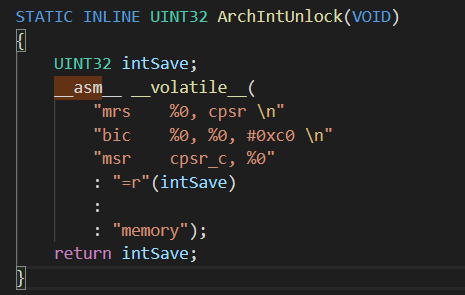 STATIC INLINE UINT32 ArchIntUnlock(VOID)
{
    UINT32 intSave;
    __asm__ __volatile__(
        "mrs    %0, cpsr \n"
        "bic    %0, %0, #0xc0 \n"
        "msr    cpsr_c, %0"
        : "=r"(intSave)
        :
        : "memory");
    return intSave;
}